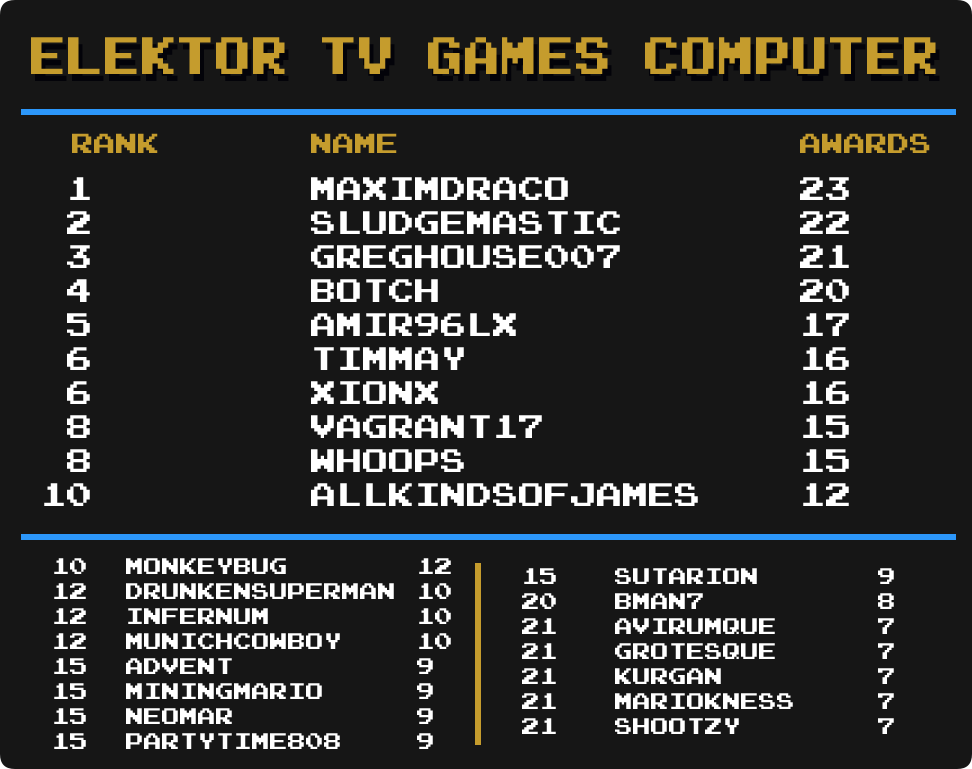 ELEKTOR TV GAMES COMPUTER
RANK NAME AWARDS
1 MAXIMDRACO 23
2 SLUDGEMASTIC 22
3 GREGHOUSE007 21
4 BOTCH 20
5 AMIR96LX 17
6 TIMMAY 16
6 XIONX 16
8 VAGRANT17 15
8 WHOOPS 15
10 ALLKINDSOFJAMES 12
10 MONKEYBUG 12
12 DRUNKENSUPERMAN 10
12 INFERNUM 10
12 MUNICHCOWBOY 10
15 ADVENT 9
15 MININGMARIO 9
15 NEOMAR 9
15 PARTYTIME808 9
15 SUTARION 9
20 BMAN7 8
21 AVIRUMQUE 7
21 GROTESQUE 7
21 KURGAN 7
21 MARIOKNESS 7
21 SHOOTZY 7